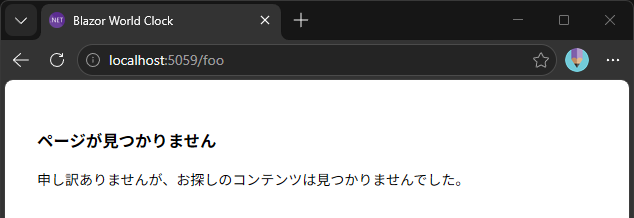 .NET Blazor World Clock
localhost:5059/foo
ページが見つかりません
申し訳ありませんが、お探しのコンテンツは見つかりませんでした。